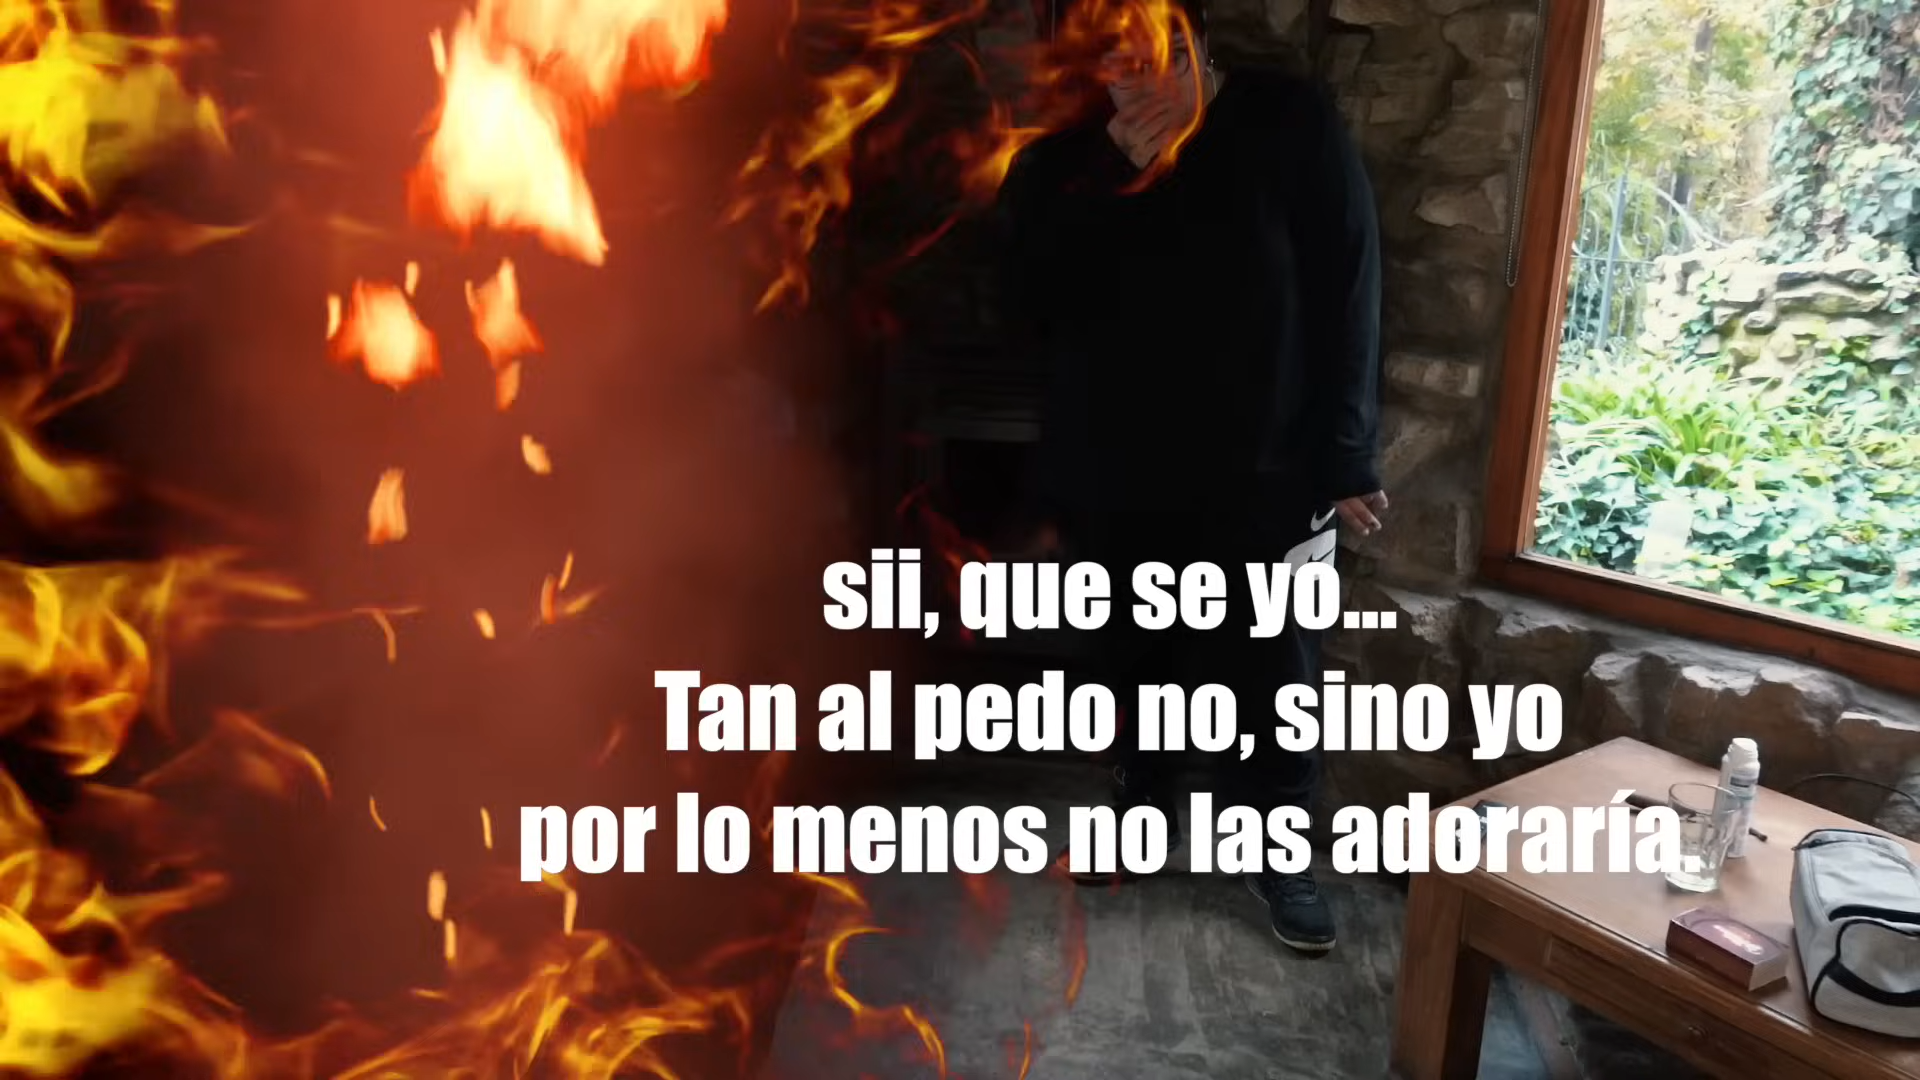 sii, que se yo...
Tan al pedo no, sino yo
por lo menos no las adoraría.